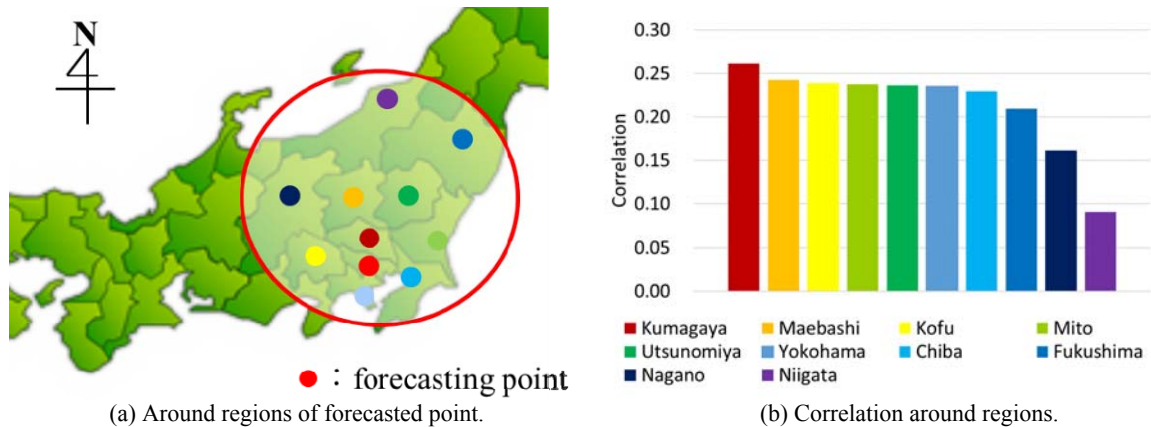 N
● : forecasting point
(a) Around regions of forecasted point.
Correlation
0.30
0.25
0.20
0.15
0.10
0.05
0.00
Kumagaya Maebashi Kofu Mito
Utsunomiya Yokohama Chiba Fukushima
Nagano Niigata
(b) Correlation around regions.